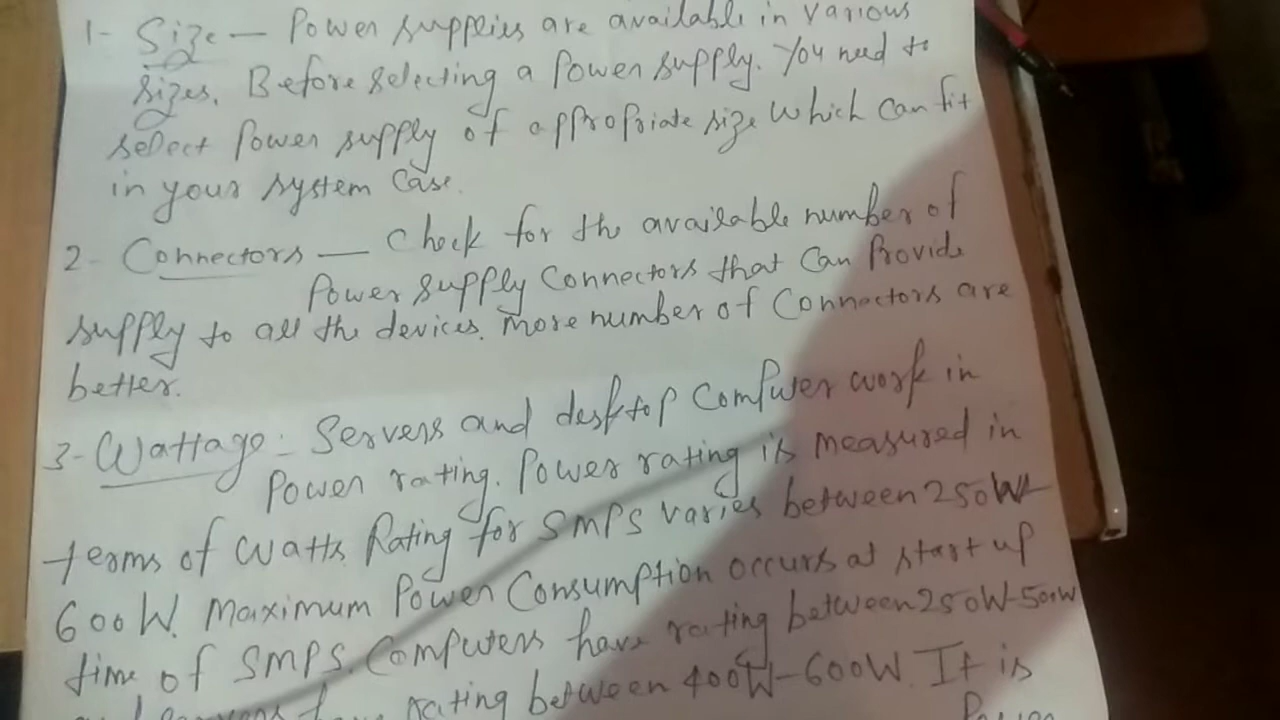 1- Size — Power supplies are available in various
sizes. Before selecting a Power supply. You need to
select Power supply of appropriate size which can fit
in your system Case.
2- Connectors — Check for the available number of
Power supply Connectors that Can Provide
supply to all the devices. More number of Connectors are
better.
3- Wattage: Servers and desktop Computer work in
Power rating. Power rating is measured in
terms of watts. Rating for SMPS varies between 250W-
600W. Maximum Power Consumption occurs at start up
time of SMPS. Computers have rating between 250W-500W
and servers have rating between 400W-600W. It is
Power